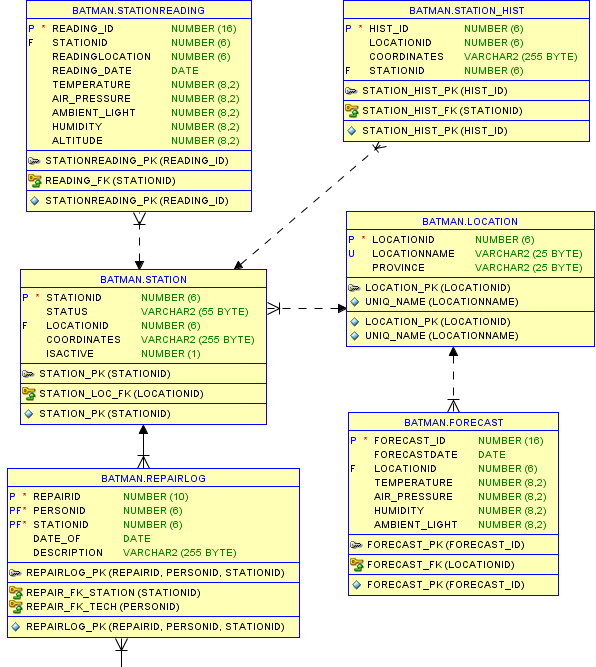 BATMAN.STATIONREADING
P * READING_ID NUMBER (16)
F STATIONID NUMBER (6)
READINGLOCATION NUMBER (6)
READING_DATE DATE
TEMPERATURE NUMBER (8,2)
AIR_PRESSURE NUMBER (8,2)
AMBIENT_LIGHT NUMBER (8,2)
HUMIDITY NUMBER (8,2)
ALTITUDE NUMBER (8,2)
STATIONREADING_PK (READING_ID)
READING_FK (STATIONID)
STATIONREADING_PK (READING_ID)
BATMAN.STATION_HIST
P * HIST_ID NUMBER (6)
LOCATIONID NUMBER (6)
COORDINATES VARCHAR2 (255 BYTE)
F STATIONID NUMBER (6)
STATION_HIST_PK (HIST_ID)
STATION_HIST_FK (STATIONID)
STATION_HIST_PK (HIST_ID)
BATMAN.LOCATION
P * LOCATIONID NUMBER (6)
U LOCATIONNAME VARCHAR2 (25 BYTE)
PROVINCE VARCHAR2 (25 BYTE)
LOCATION_PK (LOCATIONID)
UNIQ_NAME (LOCATIONNAME)
LOCATION_PK (LOCATIONID)
UNIQ_NAME (LOCATIONNAME)
BATMAN.STATION
P * STATIONID NUMBER (6)
STATUS VARCHAR2 (55 BYTE)
F LOCATIONID NUMBER (6)
COORDINATES VARCHAR2 (255 BYTE)
ISACTIVE NUMBER (1)
STATION_PK (STATIONID)
STATION_LOC_FK (LOCATIONID)
STATION_PK (STATIONID)
BATMAN.FORECAST
P * FORECAST_ID NUMBER (16)
FORECASTDATE DATE
F LOCATIONID NUMBER (6)
TEMPERATURE NUMBER (8,2)
AIR_PRESSURE NUMBER (8,2)
HUMIDITY NUMBER (8,2)
AMBIENT_LIGHT NUMBER (8,2)
FORECAST_PK (FORECAST_ID)
FORECAST_FK (LOCATIONID)
FORECAST_PK (FORECAST_ID)
BATMAN.REPAIRLOG
P * REPAIRID NUMBER (10)
PF* PERSONID NUMBER (6)
PF* STATIONID NUMBER (6)
DATE_OF DATE
DESCRIPTION VARCHAR2 (255 BYTE)
REPAIRLOG_PK (REPAIRID, PERSONID, STATIONID)
REPAIR_FK_STATION (STATIONID)
REPAIR_FK_TECH (PERSONID)
REPAIRLOG_PK (REPAIRID, PERSONID, STATIONID)